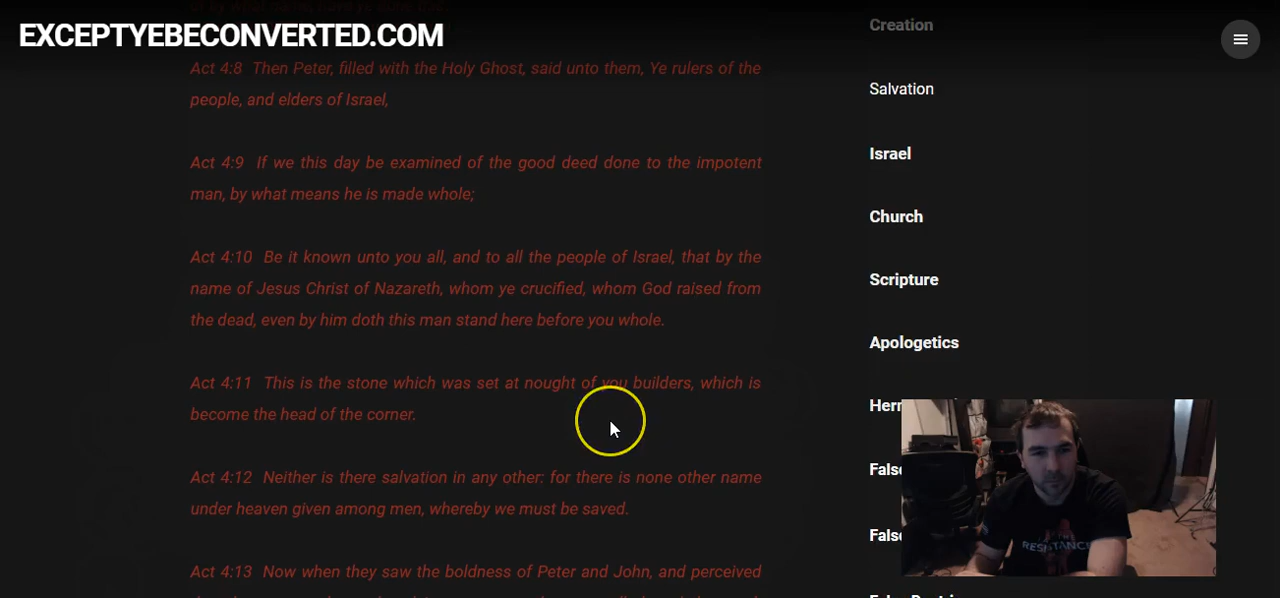 EXCEPTYEBECONVERTED.COM
Act 4:8 Then Peter, filled with the Holy Ghost, said unto them, Ye rulers of the
people, and elders of Israel,
Act 4:9 If we this day be examined of the good deed done to the impotent
man, by what means he is made whole;
Act 4:10 Be it known unto you all, and to all the people of Israel, that by the
name of Jesus Christ of Nazareth, whom ye crucified, whom God raised from
the dead, even by him doth this man stand here before you whole.
Act 4:11 This is the stone which was set at nought of you builders, which is
become the head of the corner.
Act 4:12 Neither is there salvation in any other: for there is none other name
under heaven given among men, whereby we must be saved.
Act 4:13 Now when they saw the boldness of Peter and John, and perceived
Creation
Salvation
Israel
Church
Scripture
Apologetics
Her
Fals
Fals
RESISTANCE